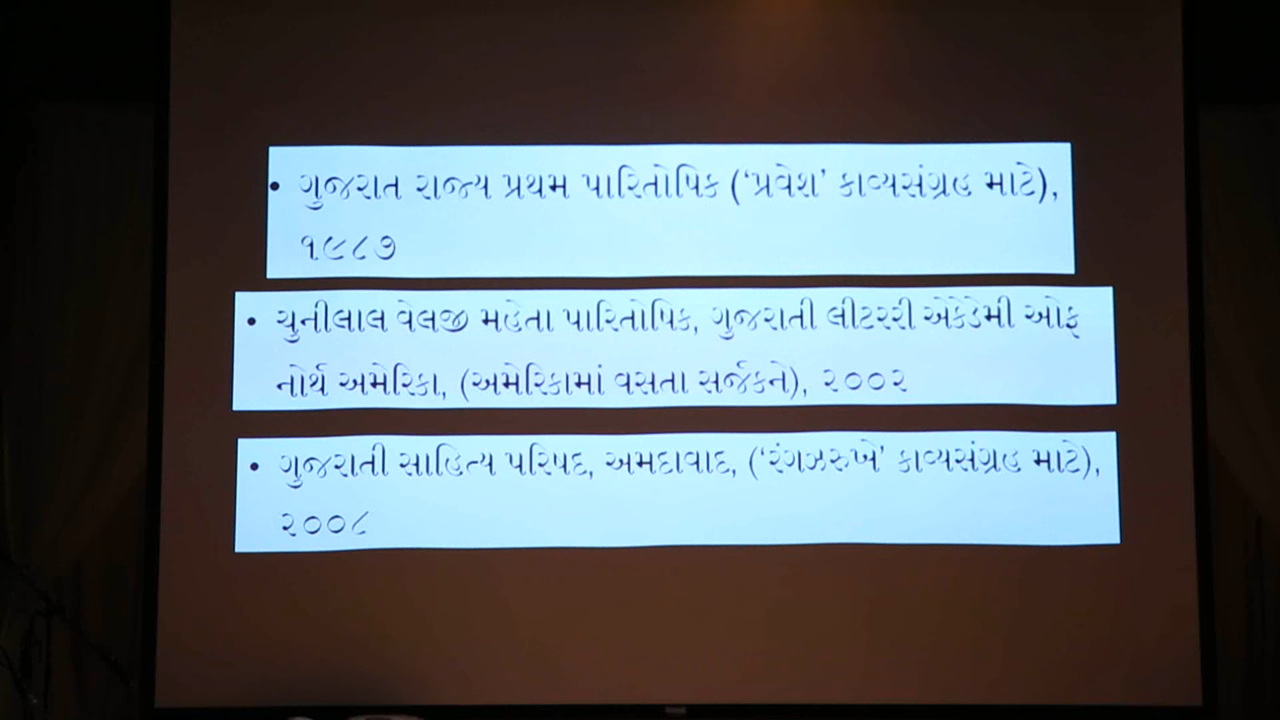 • ગુજરાત રાજ્ય પ્રથમ પારિતોષિક (‘પ્રવેશ’ કાવ્યસંગ્રહ માટે),
૧૯૮૭
• ચુનીલાલ વેલજી મહેતા પારિતોષિક, ગુજરાતી લીટરરી એકેડેમી ઓફ
નોર્થ અમેરિકા, (અમેરિકામાં વસતા સર્જકને), ૨૦૦૨
• ગુજરાતી સાહિત્ય પરિષદ, અમદાવાદ, (‘રંગઝરુખે’ કાવ્યસંગ્રહ માટે),
૨૦૦૮